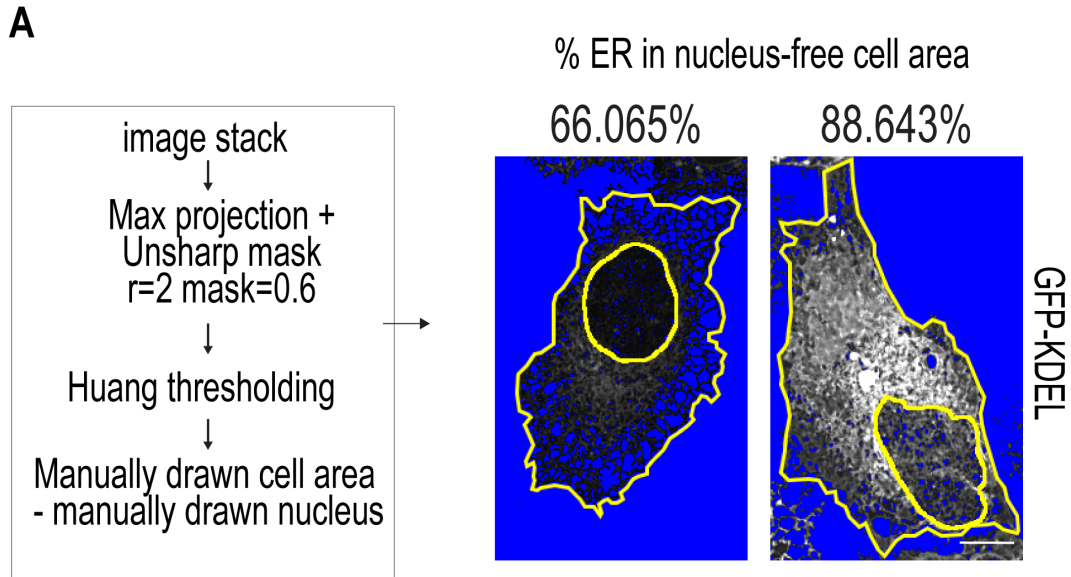 A
% ER in nucleus-free cell area
66.065%
88.643%
image stack
Max projection +
Unsharp mask
r=2 mask=0.6
Huang thresholding
Manually drawn cell area
- manually drawn nucleus
GFP-KDEL